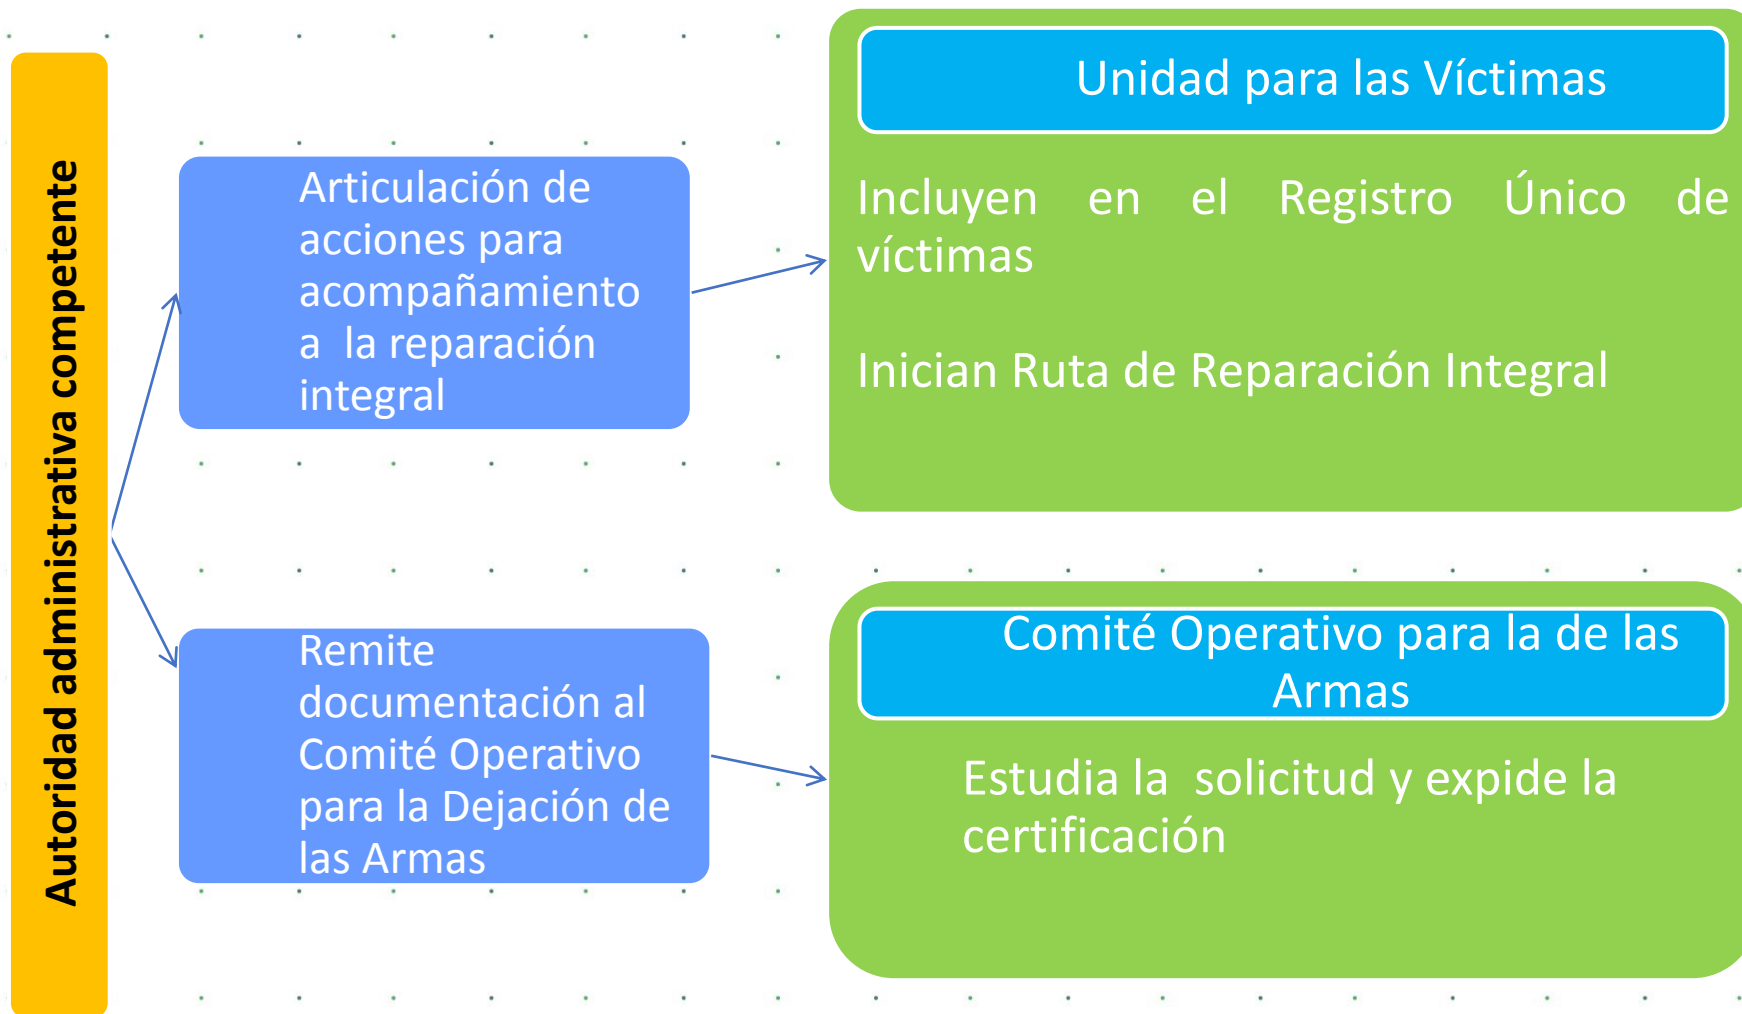 Autoridad administrativa competente
Articulación de
acciones para
acompañamiento
a la reparación
integral
Unidad para las Víctimas
Incluyen en el Registro Único de
víctimas
Inician Ruta de Reparación Integral
Remite
documentación al
Comité Operativo
para la Dejación de
las Armas
Comité Operativo para la de las
Armas
Estudia la solicitud y expide la
certificación